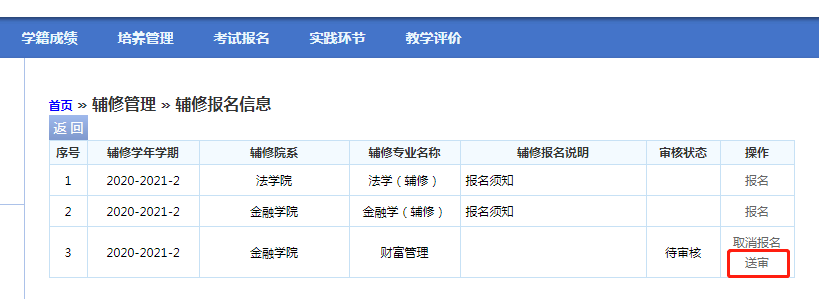 学籍成绩 培养管理 考试报名 实践环节 教学评价
首页 » 辅修管理 » 辅修报名信息
返 回
序号 辅修学年学期 辅修院系 辅修专业名称 辅修报名说明 审核状态 操作
1 2020-2021-2 法学院 法学（辅修） 报名须知 报名
2 2020-2021-2 金融学院 金融学（辅修） 报名须知 报名
3 2020-2021-2 金融学院 财富管理 待审核 取消报名
送审